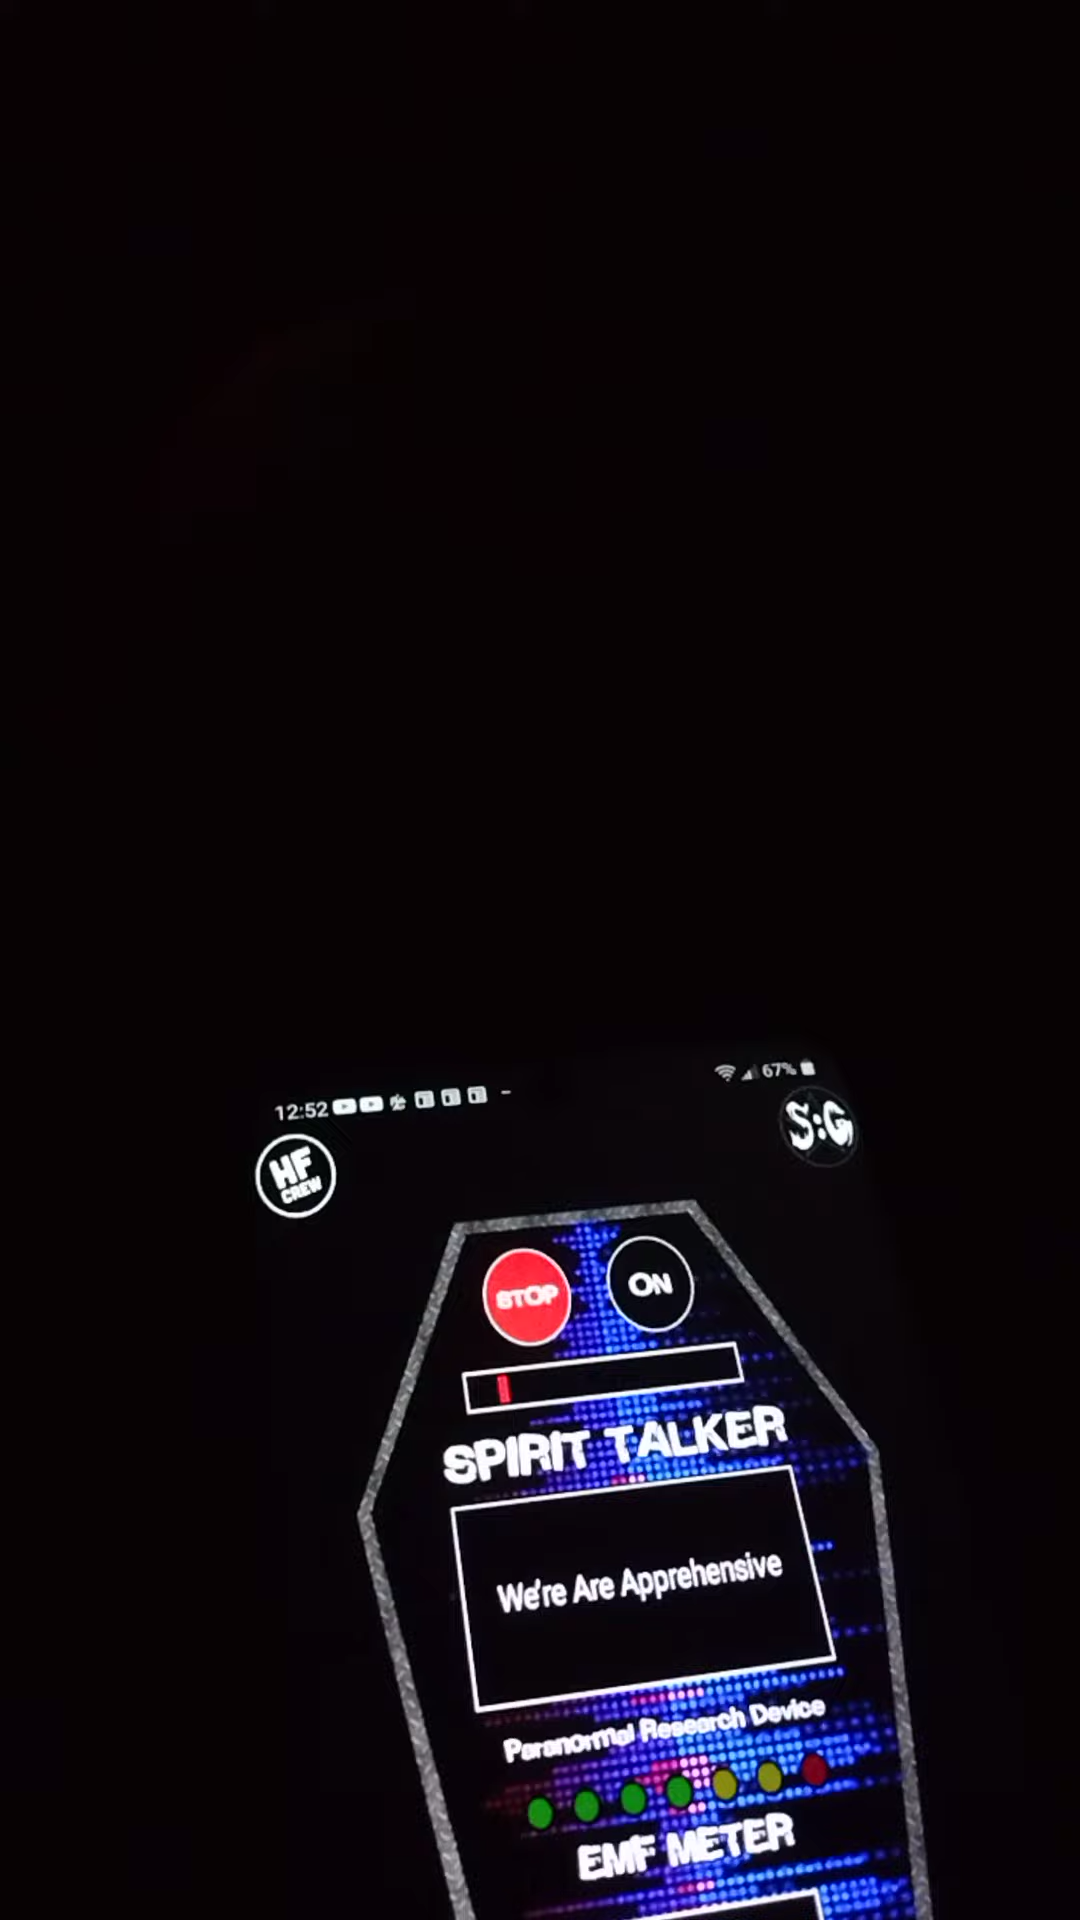 12:52
67%
HF
CREW
S:G
STOP
ON
SPIRIT TALKER
We're Are Apprehensive
Paranormal Research Device
EMF METER